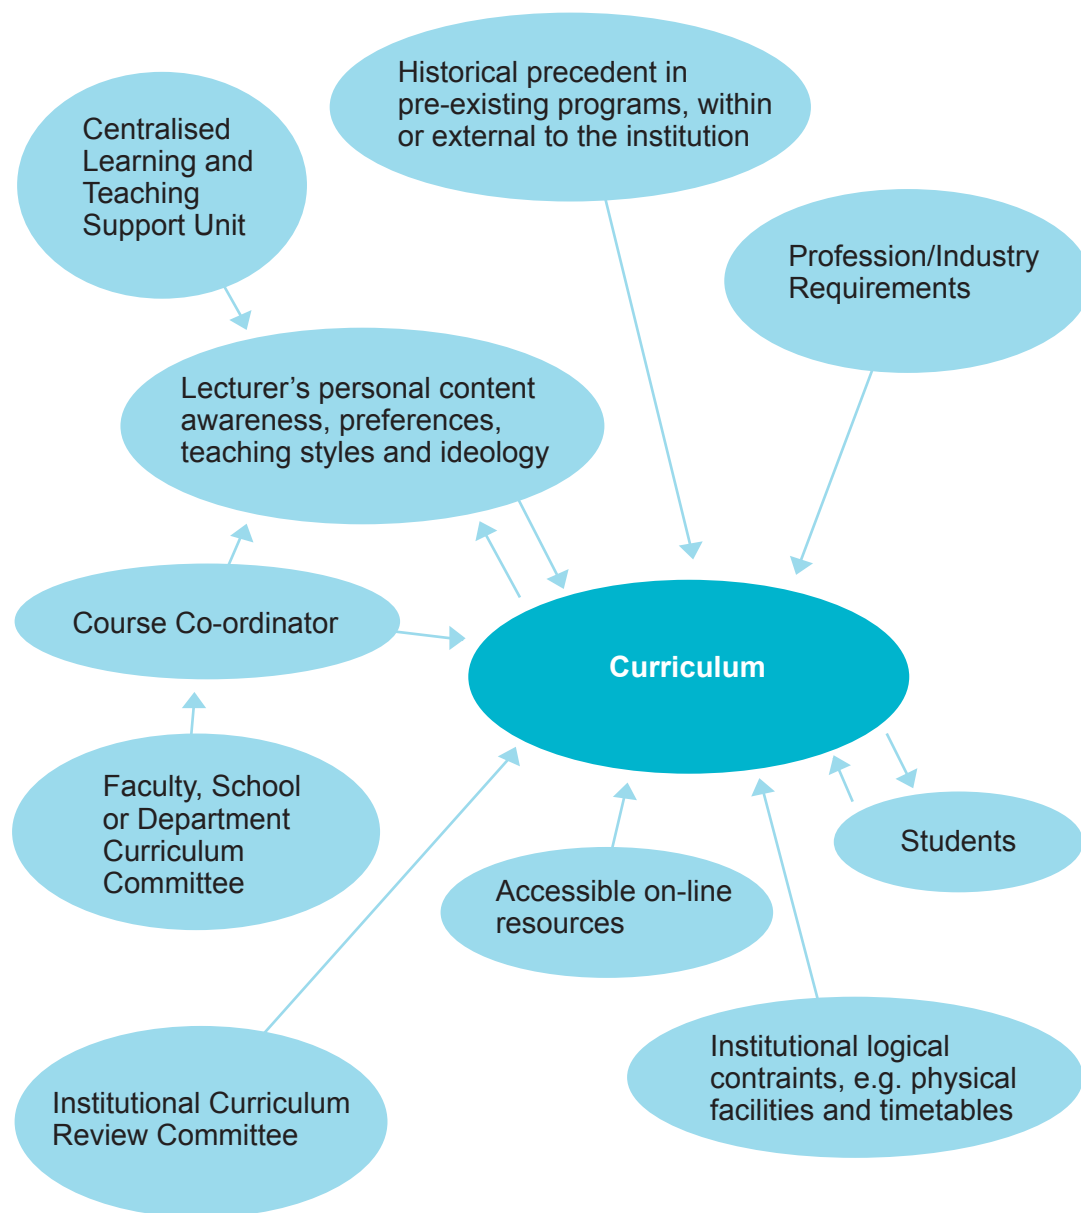 Historical precedent in
pre-existing programs, within
or external to the institution
Centralised
Learning and
Teaching
Support Unit
Profession/Industry
Requirements
Lecturer’s personal content
awareness, preferences,
teaching styles and ideology
Course Co-ordinator
Curriculum
Faculty, School
or Department
Curriculum
Committee
Students
Accessible on-line
resources
Institutional logical
contraints, e.g. physical
facilities and timetables
Institutional Curriculum
Review Committee